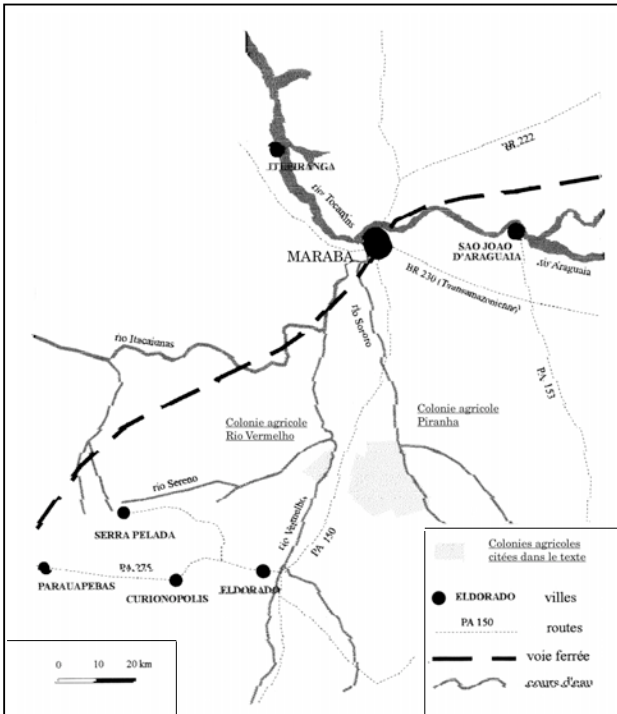 ITUPIRANGA
rio Tocantins
BR 222
MARABA
SAO JOAO
D'ARAGUAIA
rio Araguaia
BR 230 (Transamazonienne)
rio Sororo
rio Itacaiunas
PA 153
Colonie agricole
Rio Vermelho
Colonie agricole
Piranha
rio Sereno
SERRA PELADA
rio Vermelho
PA 150
PARAUAPEBAS
PA 275
CURIONOPOLIS
ELDORADO
Colonies agricoles
citées dans le texte
ELDORADO villes
PA 150 routes
voie ferrée
cours d'eau
0 10 20 km